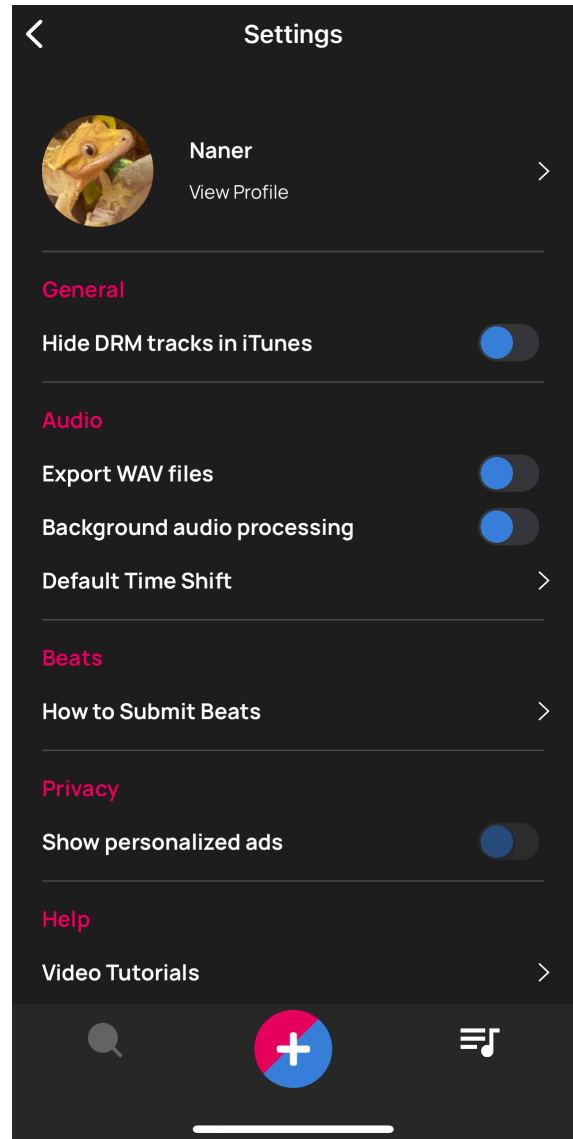 Settings
Naner
View Profile
General
Hide DRM tracks in iTunes
Audio
Export WAV files
Background audio processing
Default Time Shift
Beats
How to Submit Beats
Privacy
Show personalized ads
Help
Video Tutorials